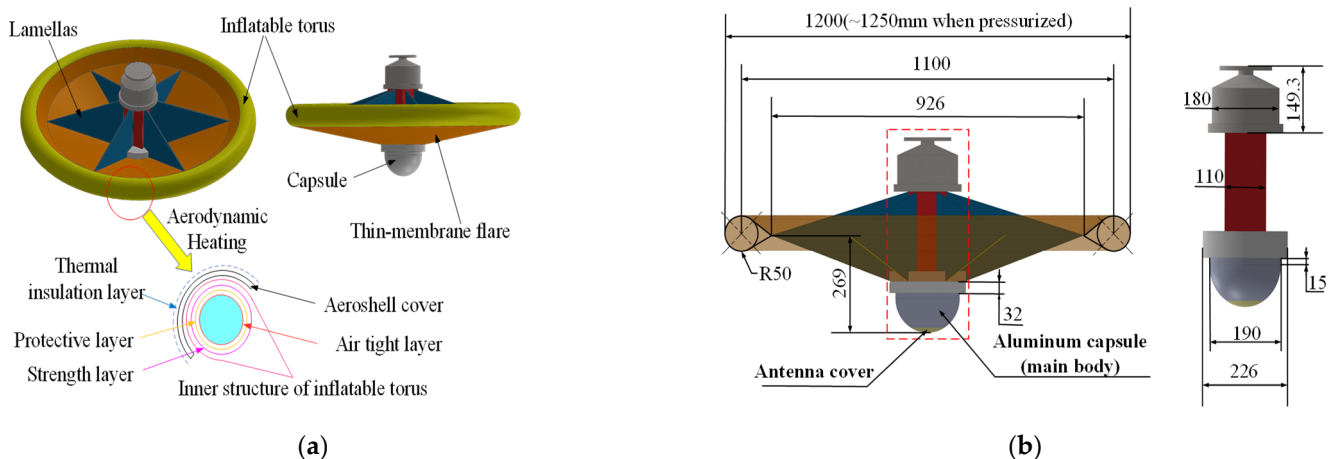 Lamellas
Inflatable torus
Capsule
Thin-membrane flare
Aerodynamic
Heating
Thermal
insulation layer
Aeroshell cover
Protective layer
Air tight layer
Strength layer
Inner structure of inflatable torus
(a)
1200(~1250mm when pressurized)
1100
926
R50
269
32
Aluminum capsule
(main body)
Antenna cover
180
149.3
110
15
190
226
(b)